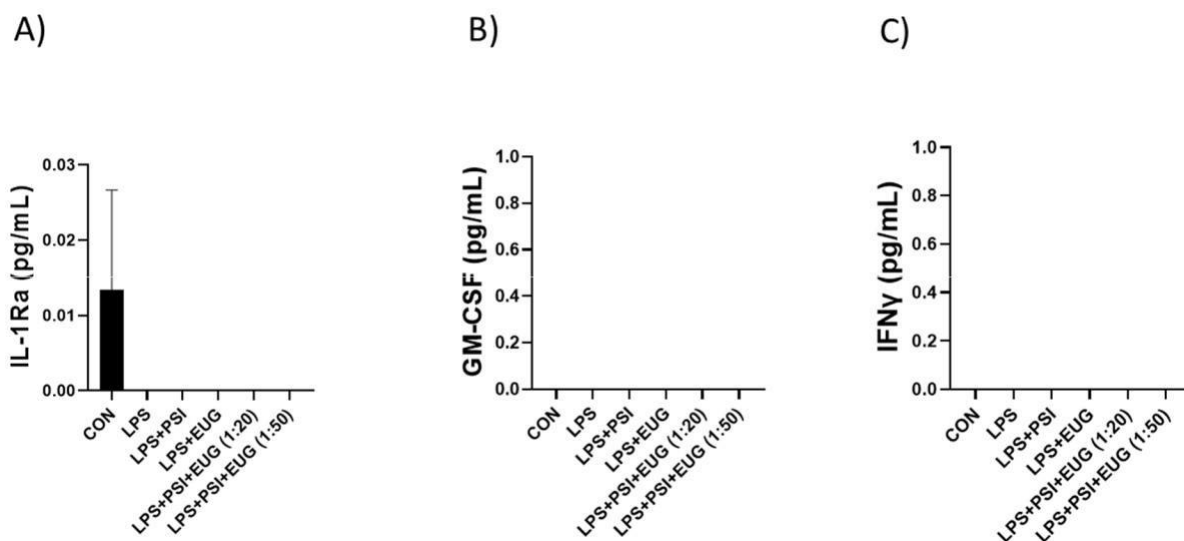 A)
B)
C)
IL-1Ra (pg/mL)
0.03
0.02
0.01
0.00
CON
LPS
LPS+PSI
LPS+EUG
LPS+PSI+EUG (1:20)
LPS+PSI+EUG (1:50)
GM-CSF (pg/mL)
1.0
0.8
0.6
0.4
0.2
0.0
CON
LPS
LPS+PSI
LPS+EUG
LPS+PSI+EUG (1:20)
LPS+PSI+EUG (1:50)
IFNγ (pg/mL)
1.0
0.8
0.6
0.4
0.2
0.0
CON
LPS
LPS+PSI
LPS+EUG
LPS+PSI+EUG (1:20)
LPS+PSI+EUG (1:50)